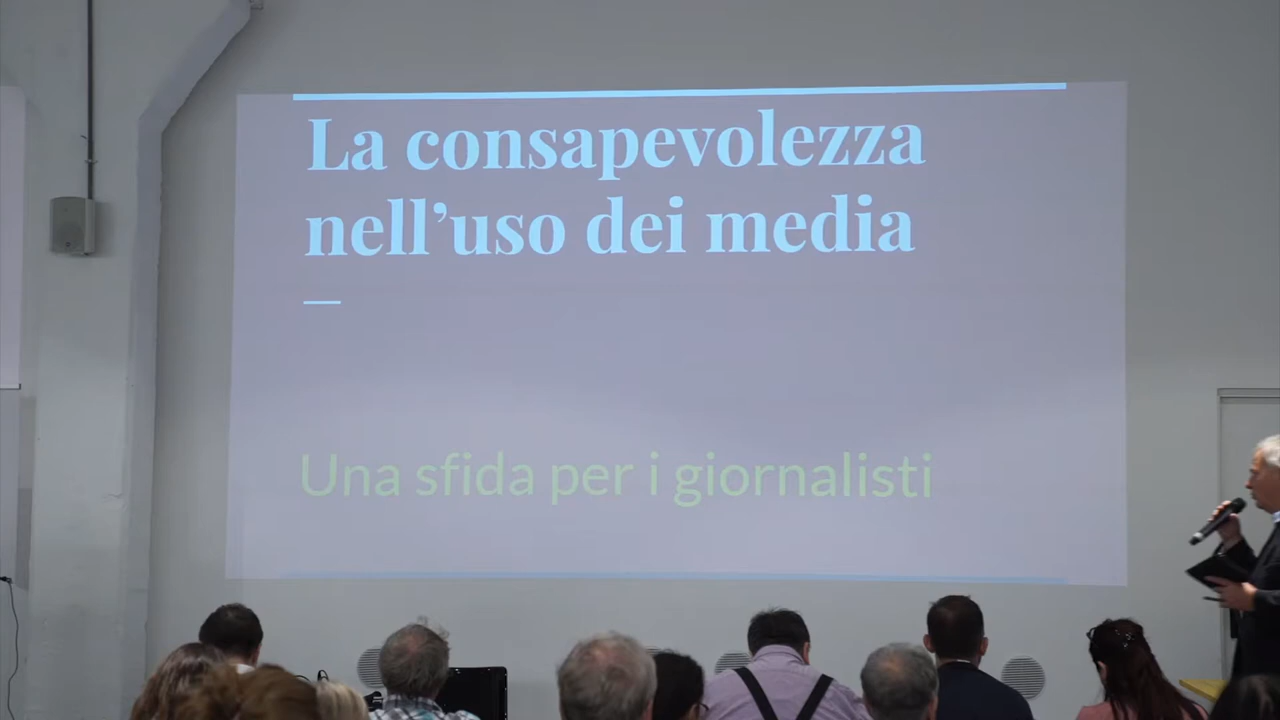 La consapevolezza
nell’uso dei media
Una sfida per i giornalisti